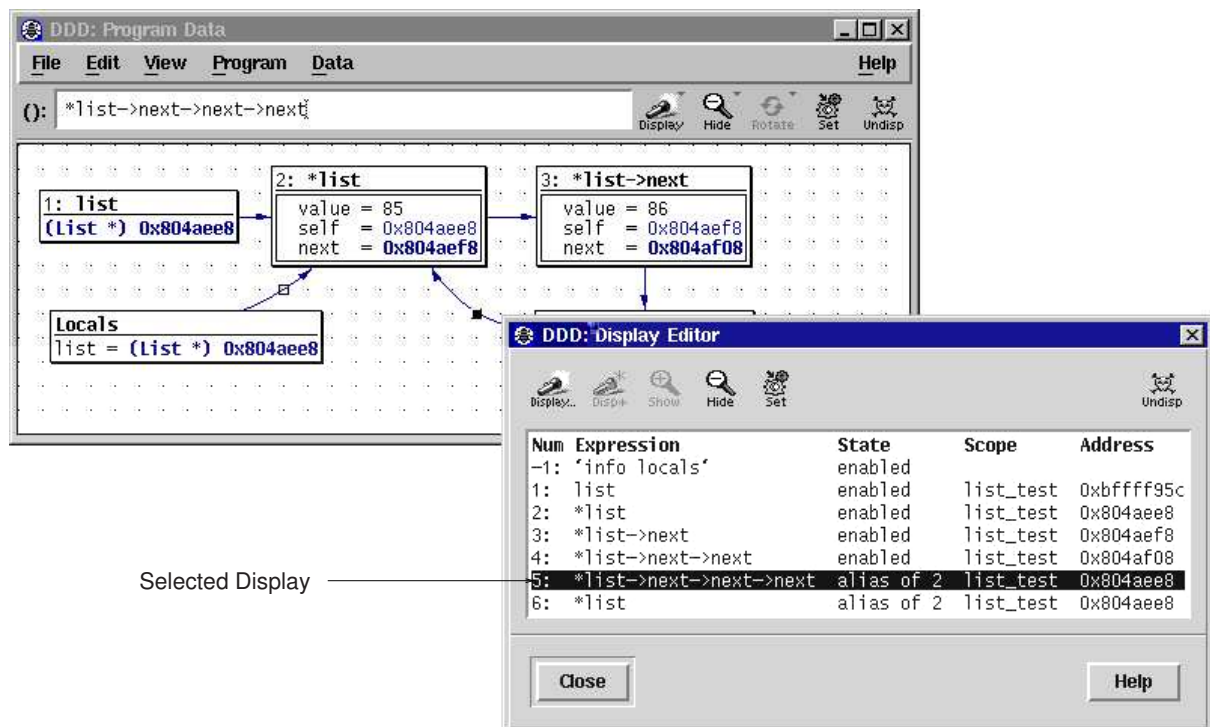 DDD: Program Data
File Edit View Program Data Help
(): *list->next->next->next
Display Hide Rotate Set Undisp
1: list
(List *) 0x804aee8
2: *list
value = 85
self = 0x804aee8
next = 0x804aef8
3: *list->next
value = 86
self = 0x804aef8
next = 0x804af08
Locals
list = (List *) 0x804aee8
DDD: Display Editor
Display... Disp* Show Hide Set Undisp
Num Expression State Scope Address
-1: ‘info locals‘ enabled
1: list enabled list_test 0xbffff95c
2: *list enabled list_test 0x804aee8
3: *list->next enabled list_test 0x804aef8
4: *list->next->next enabled list_test 0x804af08
5: *list->next->next->next alias of 2 list_test 0x804aee8
6: *list alias of 2 list_test 0x804aee8
Selected Display
Close Help